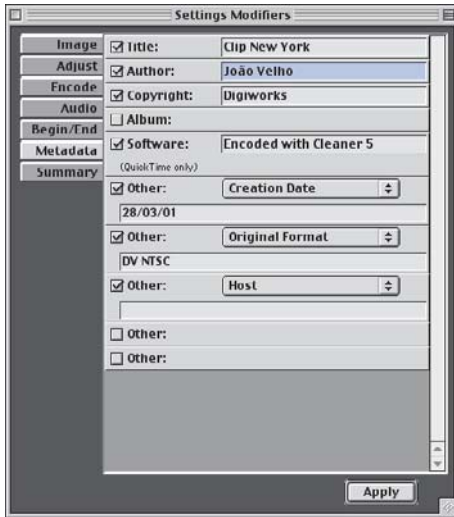 Settings Modifiers
Image
Adjust
Encode
Audio
Begin/End
Metadata
Summary
Title: Clip New York
Author: João Velho
Copyright: Digiworks
Album:
Software: Encoded with Cleaner 5
(QuickTime only)
Other: Creation Date
28/03/01
Other: Original Format
DV NTSC
Other: Host
Other:
Other:
Apply